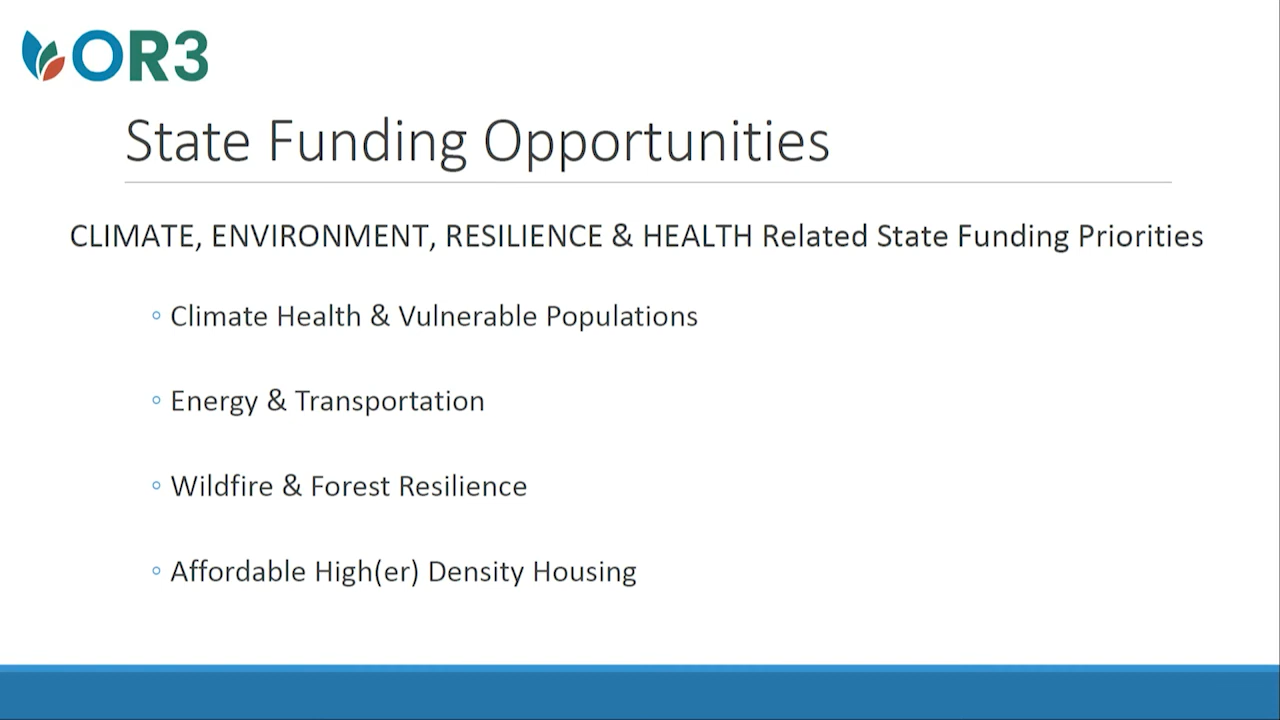 OR3
State Funding Opportunities
CLIMATE, ENVIRONMENT, RESILIENCE & HEALTH Related State Funding Priorities
◦ Climate Health & Vulnerable Populations
◦ Energy & Transportation
◦ Wildfire & Forest Resilience
◦ Affordable High(er) Density Housing